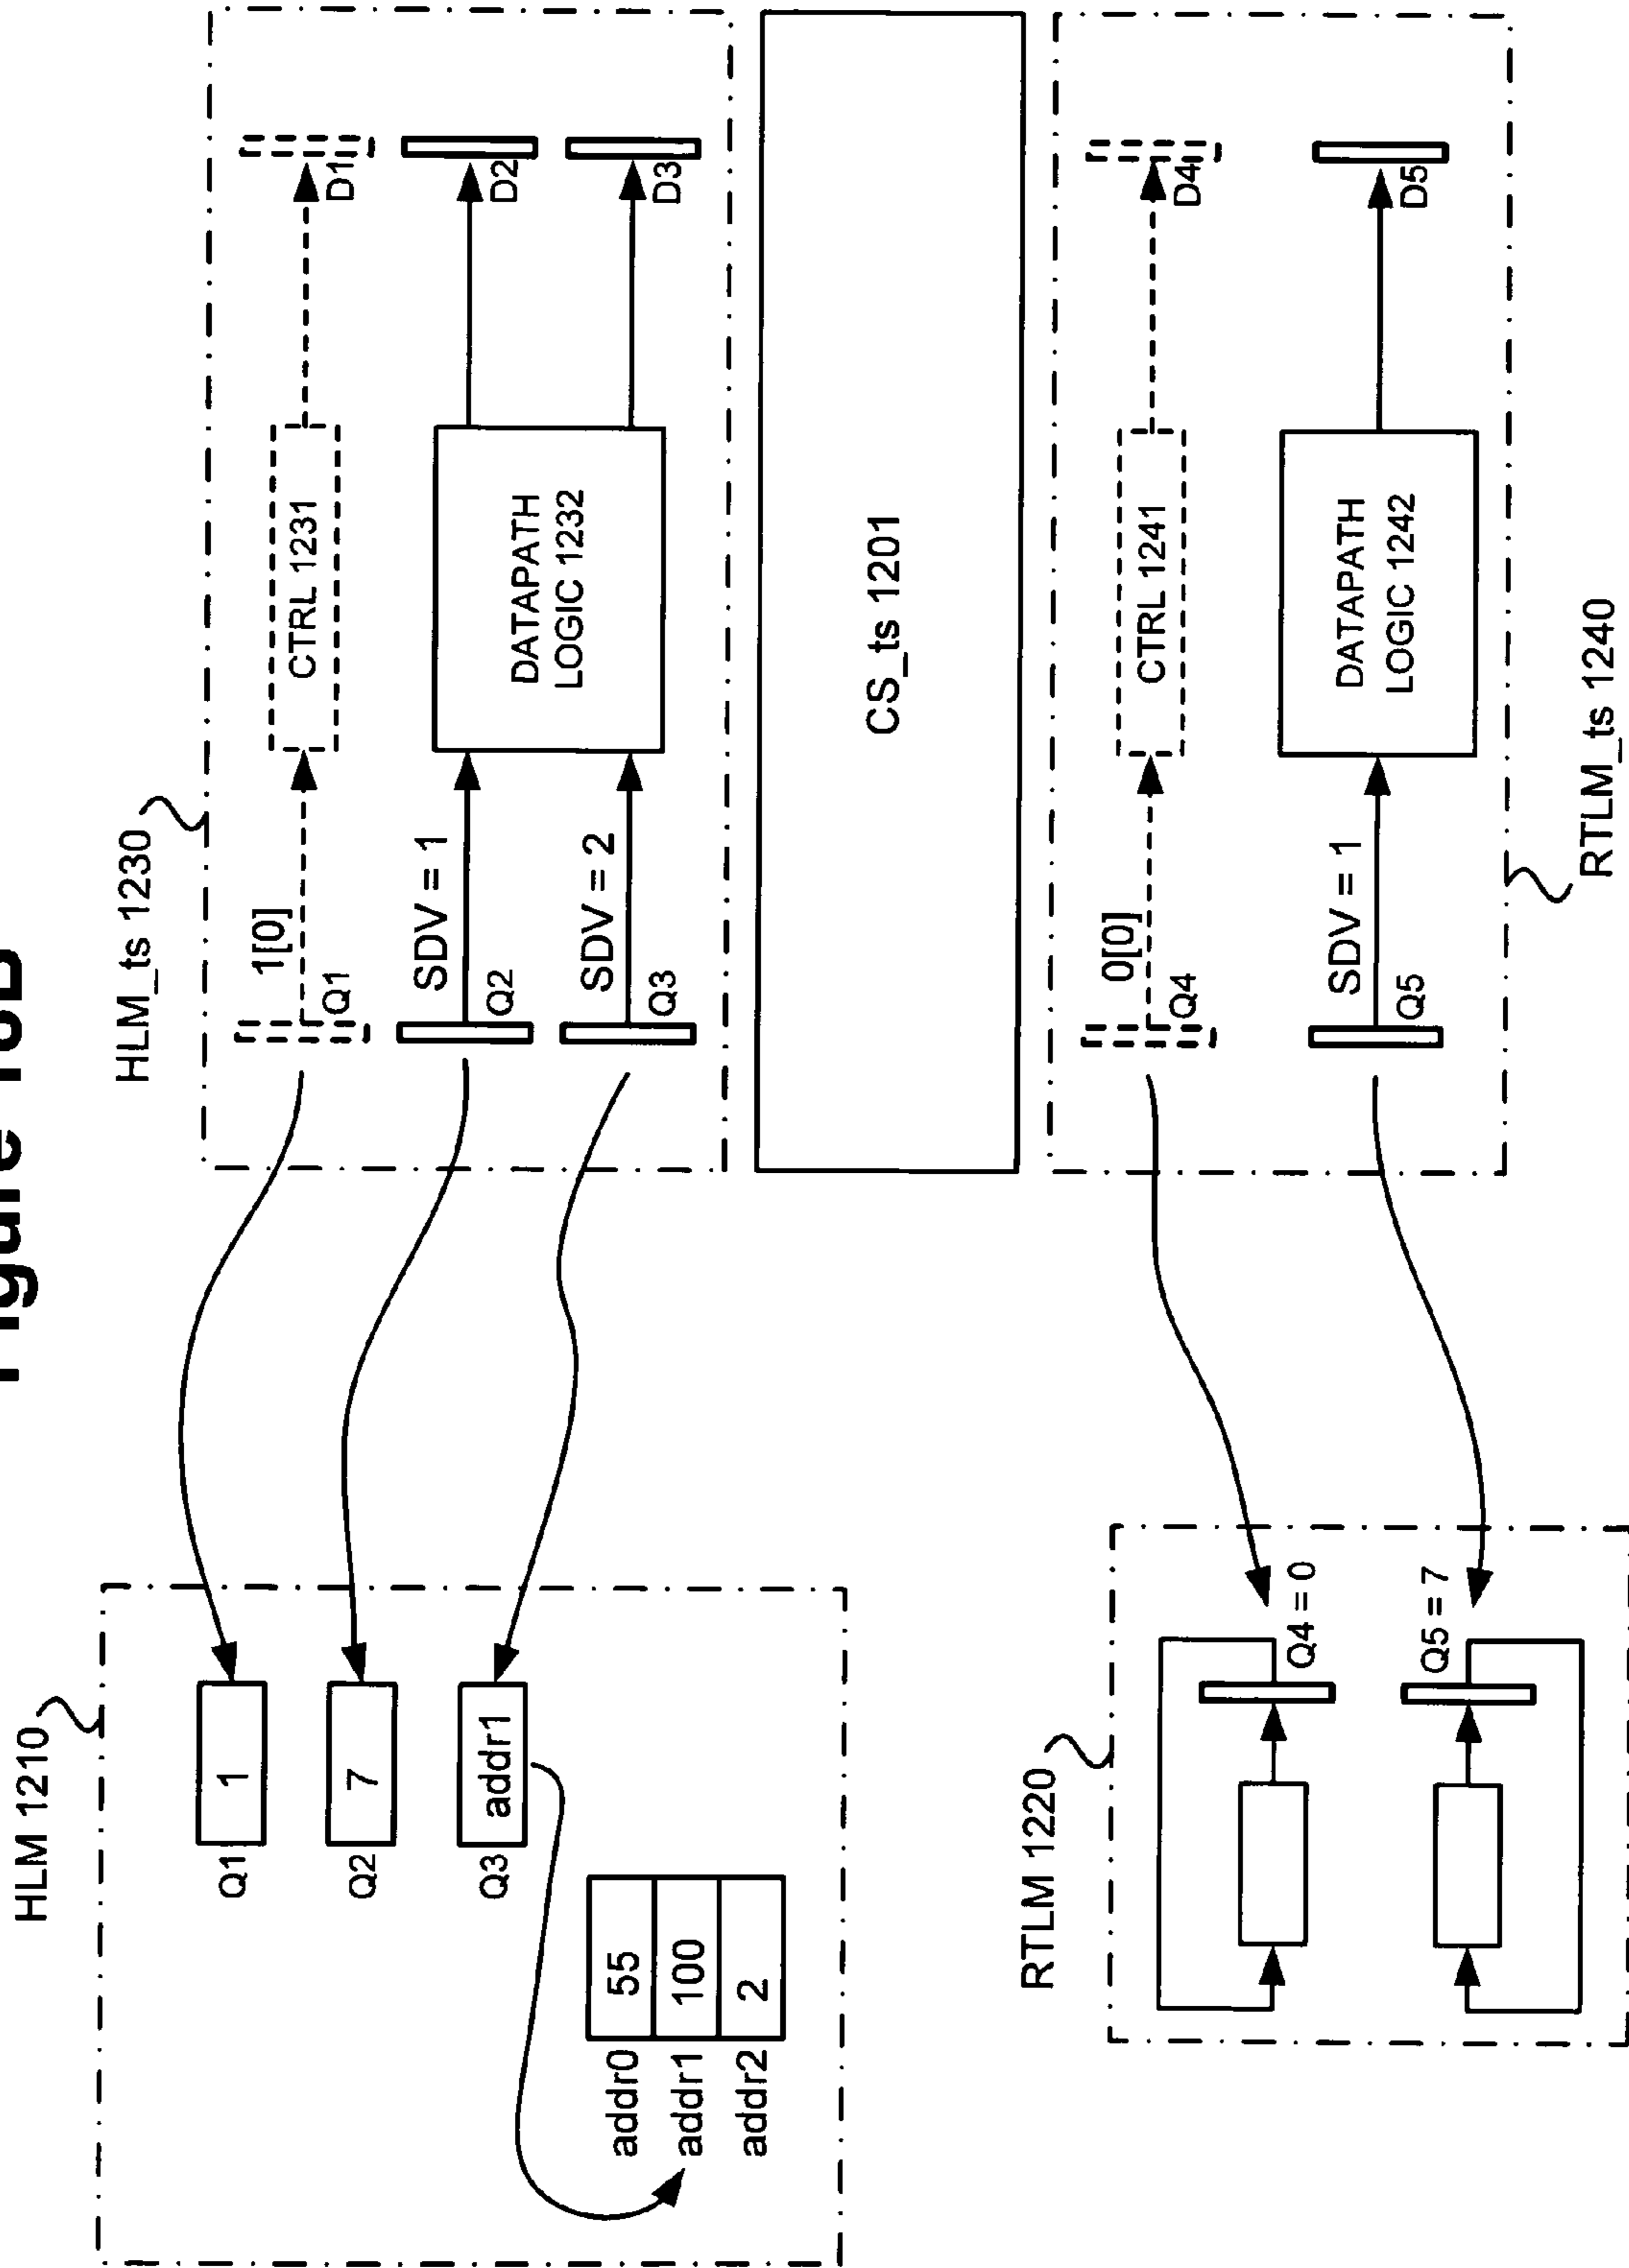 Figure
HLM 1210
Q1
1
Q2
7
Q3
addr1
addr0
55
addr1
100
addr2
2
HLM_ts 1230
Q1
1[0]
CTRL 1231
D1
Q2
SDV = 1
DATAPATH
LOGIC 1232
D2
Q3
SDV = 2
D3
CS_ts 1201
RTLM 1220
Q4 = 0
Q5 = 7
Q4
0[0]
CTRL 1241
D4
Q5
SDV = 1
DATAPATH
LOGIC 1242
D5
RTLM_ts 1240